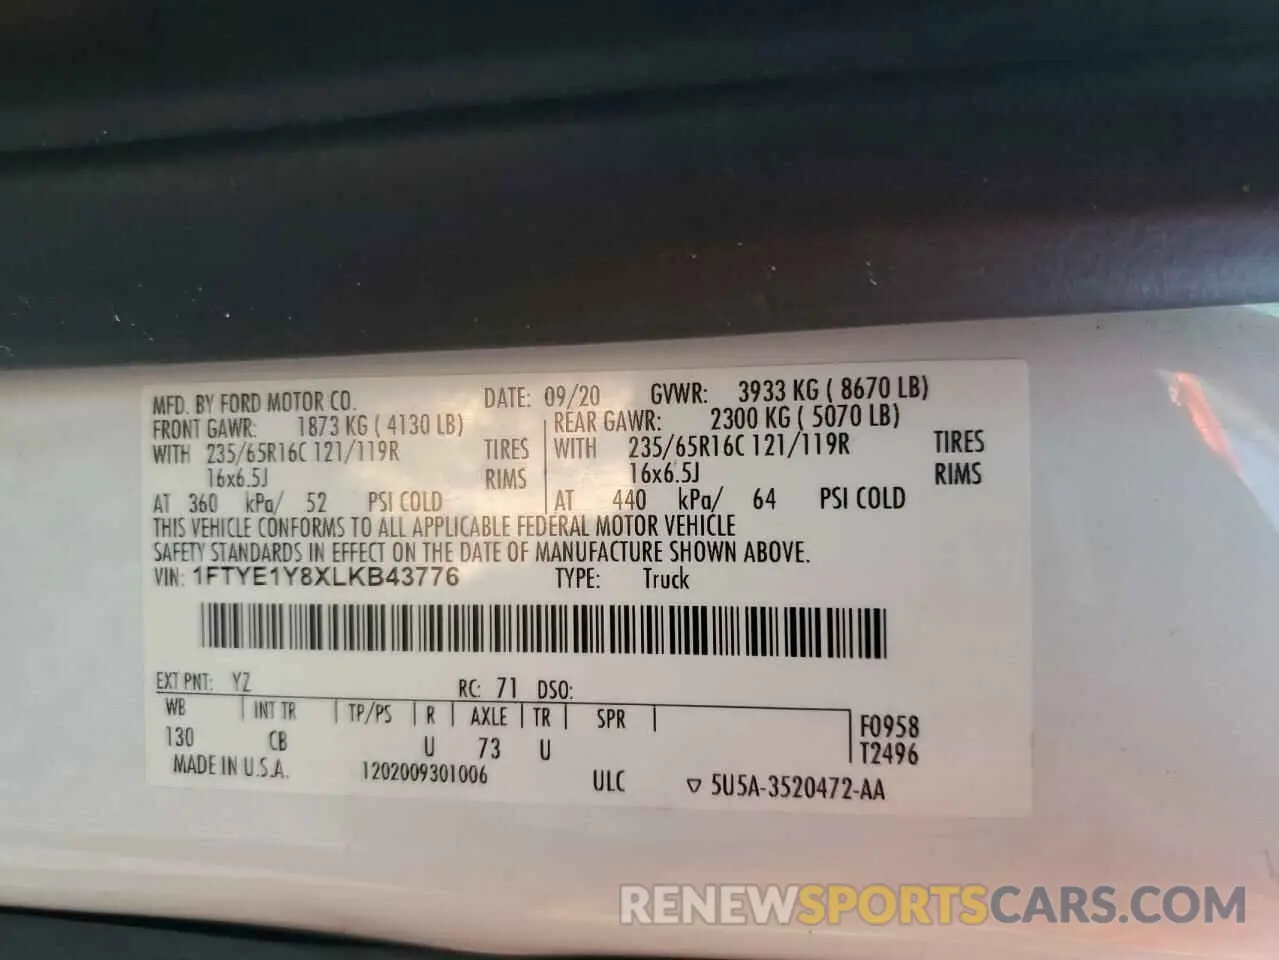 MFD. BY FORD MOTOR CO. DATE: 09/20 GVWR: 3933 KG ( 8670 LB)
FRONT GAWR: 1873 KG ( 4130 LB) REAR GAWR: 2300 KG ( 5070 LB)
WITH 235/65R16C 121/119R TIRES WITH 235/65R16C 121/119R TIRES
16x6.5J RIMS 16x6.5J RIMS
AT 360 kPa/ 52 PSI COLD AT 440 kPa/ 64 PSI COLD
THIS VEHICLE CONFORMS TO ALL APPLICABLE FEDERAL MOTOR VEHICLE
SAFETY STANDARDS IN EFFECT ON THE DATE OF MANUFACTURE SHOWN ABOVE.
VIN: 1FTYE1Y8XLKB43776 TYPE: Truck
EXT PNT: YZ RC: 71 DSO:
WB INT TR TP/PS R AXLE TR SPR F0958
130 CB U 73 U T2496
MADE IN U.S.A. 1202009301006 ULC ▽ 5U5A-3520472-AA
RENEWSPORTSCARS.COM